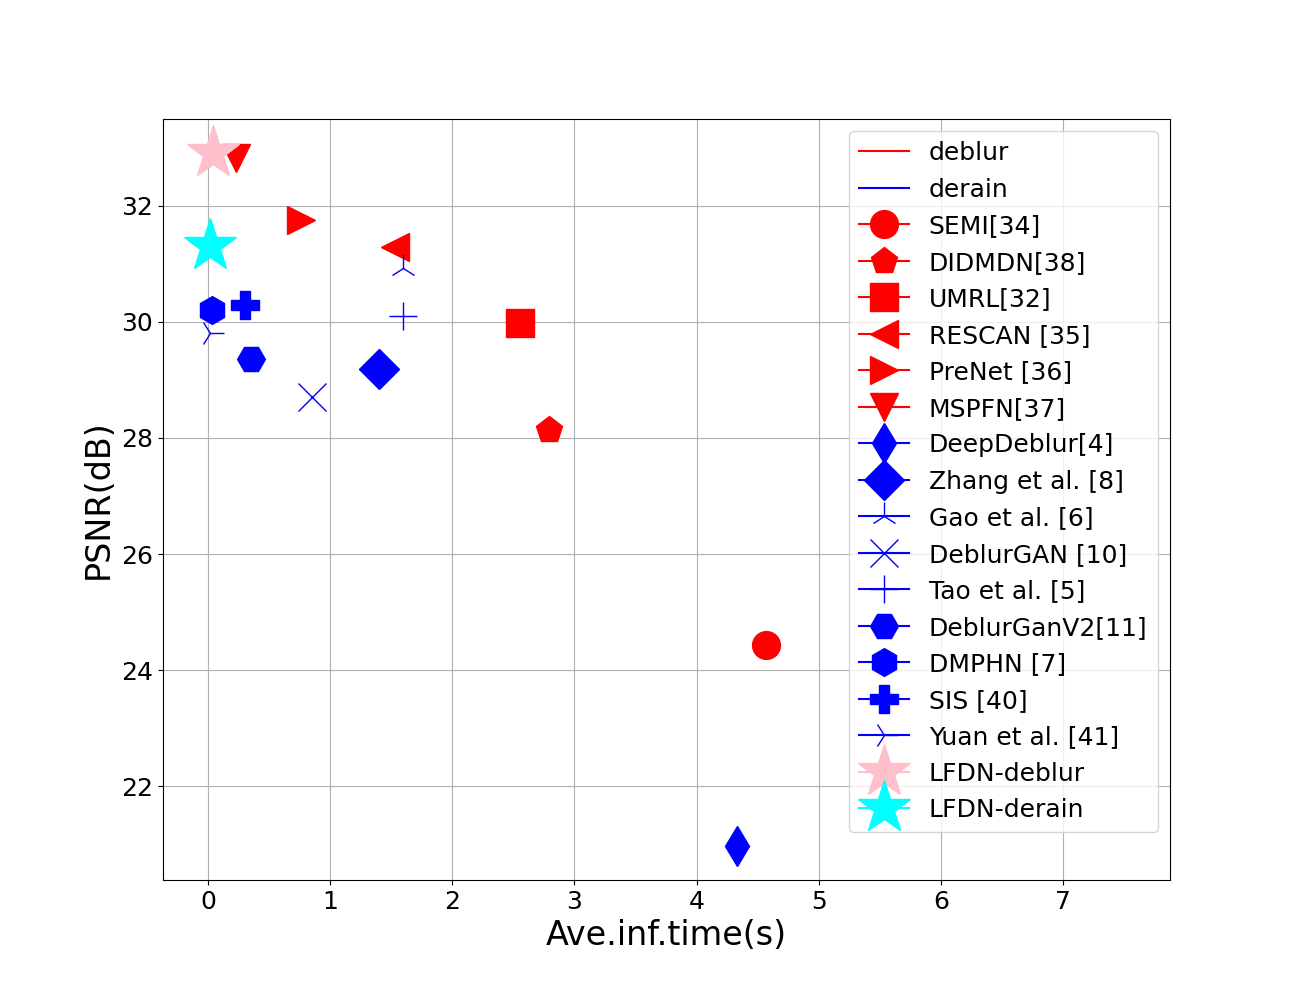 PSNR(dB)
32
30
28
26
24
22
0 1 2 3 4 5 6 7
Ave.inf.time(s)
deblur
derain
SEMI[34]
DIDMDN[38]
UMRL[32]
RESCAN [35]
PreNet [36]
MSPFN[37]
DeepDeblur[4]
Zhang et al. [8]
Gao et al. [6]
DeblurGAN [10]
Tao et al. [5]
DeblurGanV2[11]
DMPHN [7]
SIS [40]
Yuan et al. [41]
LFDN-deblur
LFDN-derain